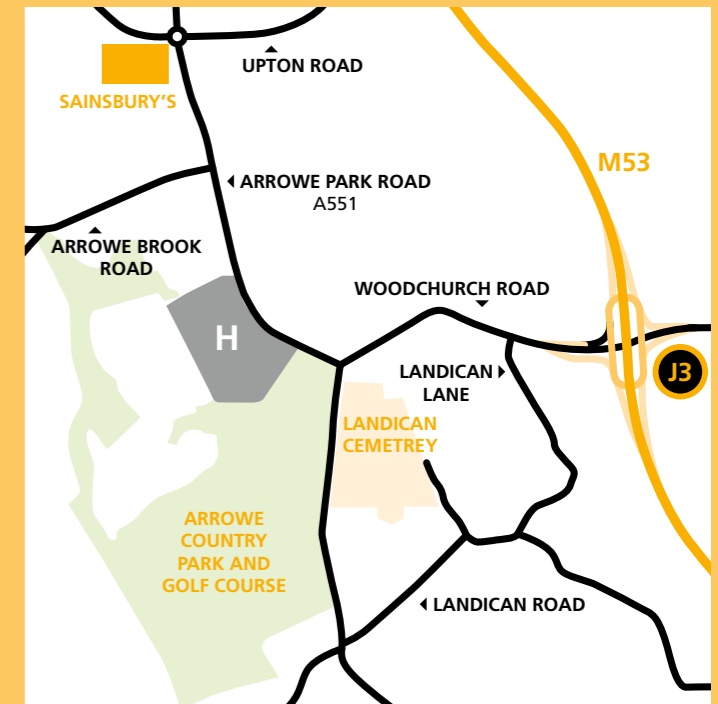 UPTON ROAD
SAINSBURY'S
M53
ARROWE PARK ROAD
A551
ARROWE BROOK
ROAD
WOODCHURCH ROAD
H
J3
LANDICAN
LANE
LANDICAN
CEMETREY
ARROWE
COUNTRY
PARK AND
GOLF COURSE
LANDICAN ROAD